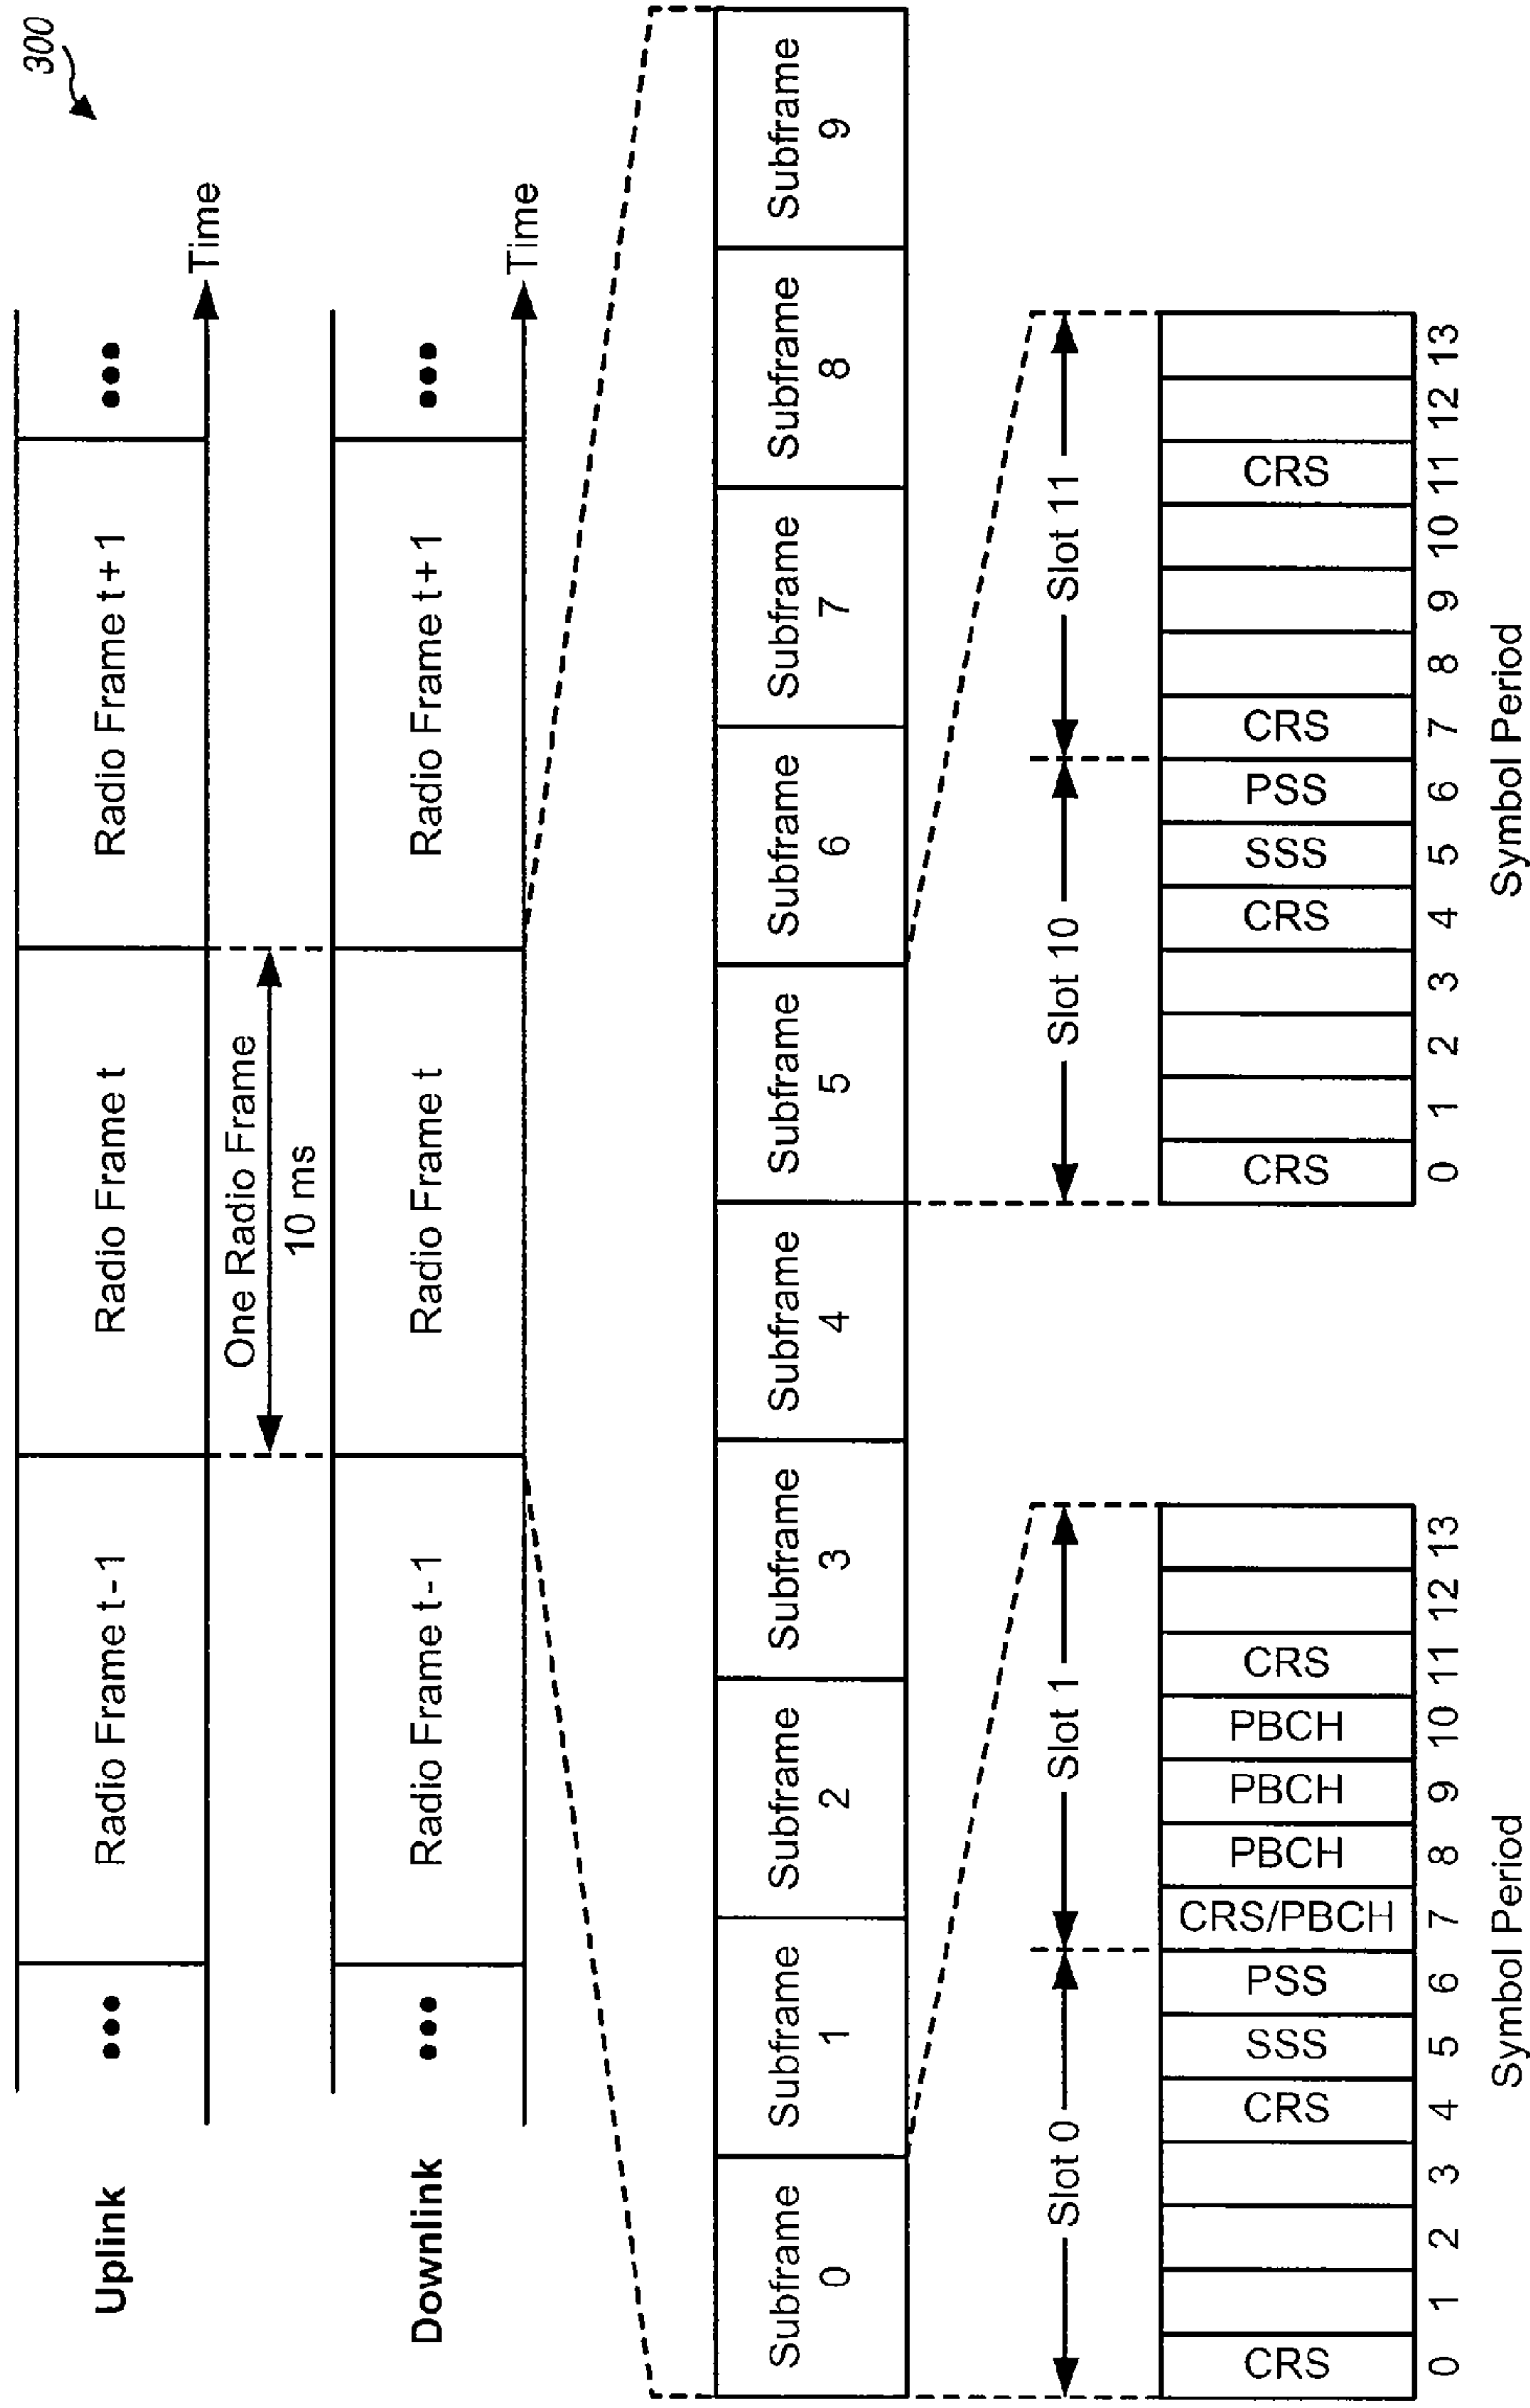 300
Uplink
••• Radio Frame t-1 Radio Frame t Radio Frame t+1 •••
Time
One Radio Frame
10 ms
Downlink
••• Radio Frame t-1 Radio Frame t Radio Frame t+1 •••
Time
Subframe Subframe Subframe Subframe Subframe Subframe Subframe Subframe Subframe Subframe
0 1 2 3 4 5 6 7 8 9
Slot 0 Slot 1 Slot 10 Slot 11
CRS CRS SSS PSS CRS/PBCH PBCH PBCH PBCH CRS
0 1 2 3 4 5 6 7 8 9 10 11 12 13
Symbol Period
CRS CRS SSS PSS CRS CRS
0 1 2 3 4 5 6 7 8 9 10 11 12 13
Symbol Period